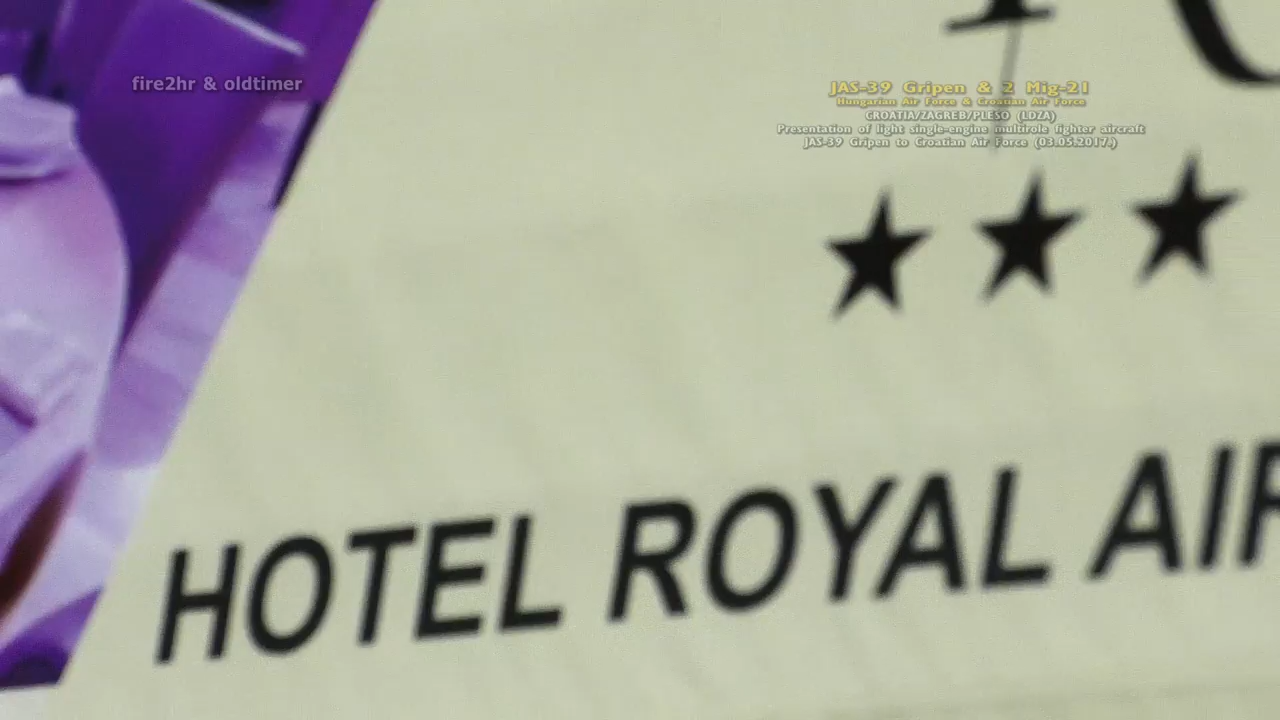 fire2hr & oldtimer
JAS-39 Gripen & 2 Mig-21
Hungarian Air Force & Croatian Air Force
CROATIA/ZAGREB/PLESO (LDZA)
Presentation of light single-engine multirole fighter aircraft
JAS-39 Gripen to Croatian Air Force (03.05.2017.)
HOTEL ROYAL AIR